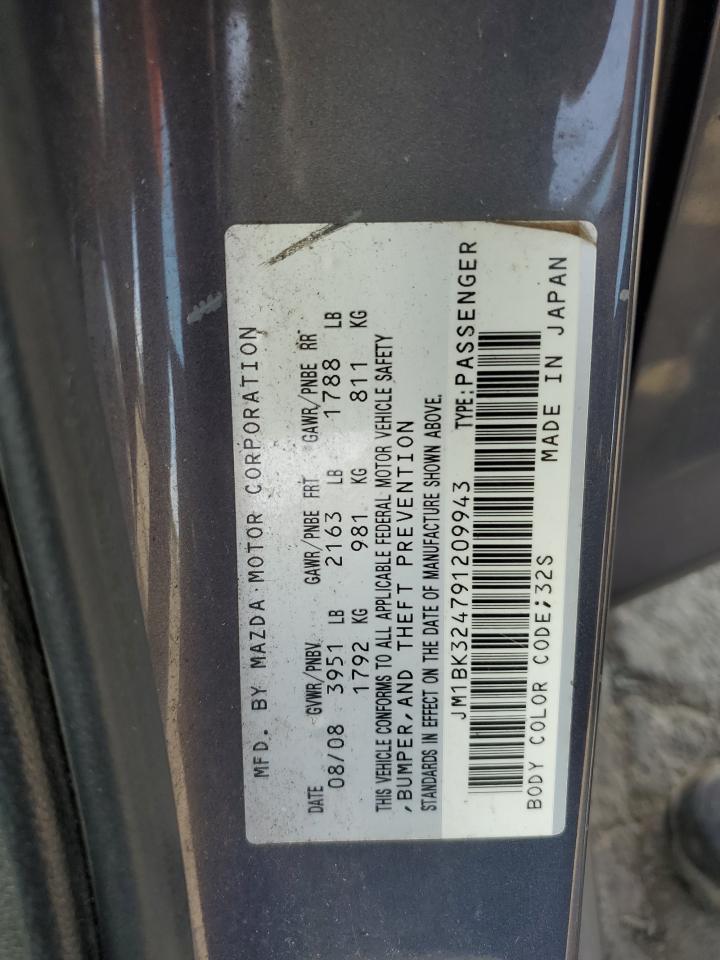 MFD. BY MAZDA MOTOR CORPORATION
DATE GVWR/PNBV GAWR/PNBE FRT GAWR/PNBE RR
08/08 3951 LB 2163 LB 1788 LB
1792 KG 981 KG 811 KG
THIS VEHICLE CONFORMS TO ALL APPLICABLE FEDERAL MOTOR VEHICLE SAFETY
,BUMPER,AND THEFT PREVENTION
STANDARDS IN EFFECT ON THE DATE OF MANUFACTURE SHOWN ABOVE.
JM1BK324791209943 TYPE:PASSENGER
BODY COLOR CODE;32S MADE IN JAPAN